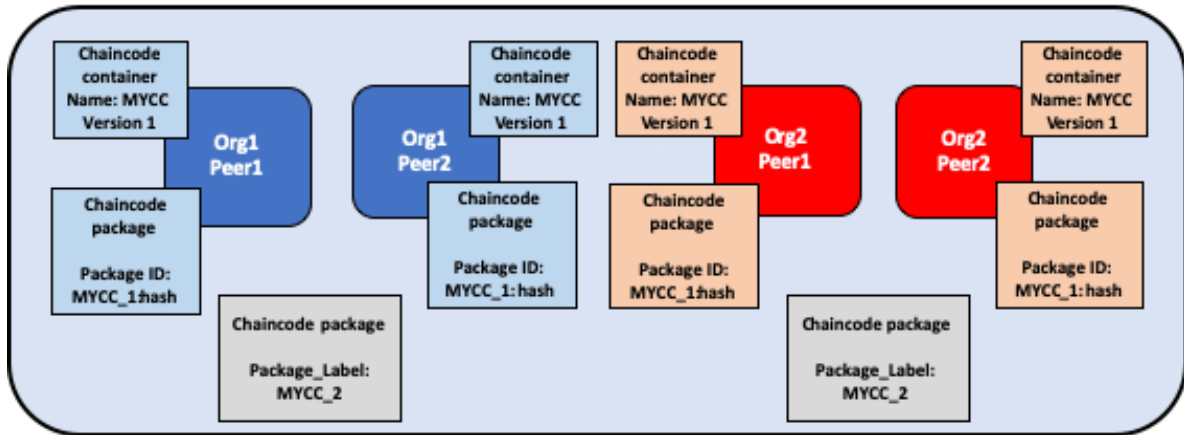 Chaincode
container
Name: MYCC
Version 1
Org1
Peer1
Chaincode
package
Package ID:
MYCC_1:hash
Chaincode
container
Name: MYCC
Version 1
Org1
Peer2
Chaincode
package
Package ID:
MYCC_1:hash
Chaincode
container
Name: MYCC
Version 1
Org2
Peer1
Chaincode
package
Package ID:
MYCC_1:hash
Chaincode
container
Name: MYCC
Version 1
Org2
Peer2
Chaincode
package
Package ID:
MYCC_1:hash
Chaincode package
Package_Label:
MYCC_2
Chaincode package
Package_Label:
MYCC_2